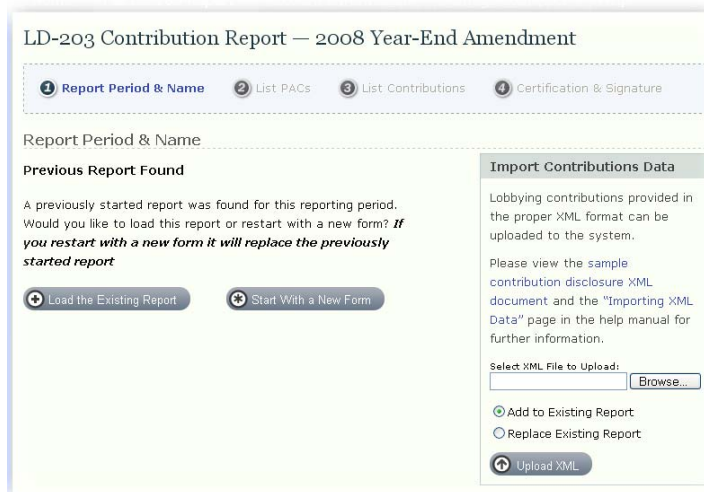 LD-203 Contribution Report — 2008 Year-End Amendment
1 Report Period & Name 2 List PACs 3 List Contributions 4 Certification & Signature
Report Period & Name
Previous Report Found
A previously started report was found for this reporting period.
Would you like to load this report or restart with a new form? If
you restart with a new form it will replace the previously
started report
Load the Existing Report Start With a New Form
Import Contributions Data
Lobbying contributions provided in
the proper XML format can be
uploaded to the system.
Please view the sample
contribution disclosure XML
document and the "Importing XML
Data" page in the help manual for
further information.
Select XML File to Upload:
Browse...
Add to Existing Report
Replace Existing Report
Upload XML